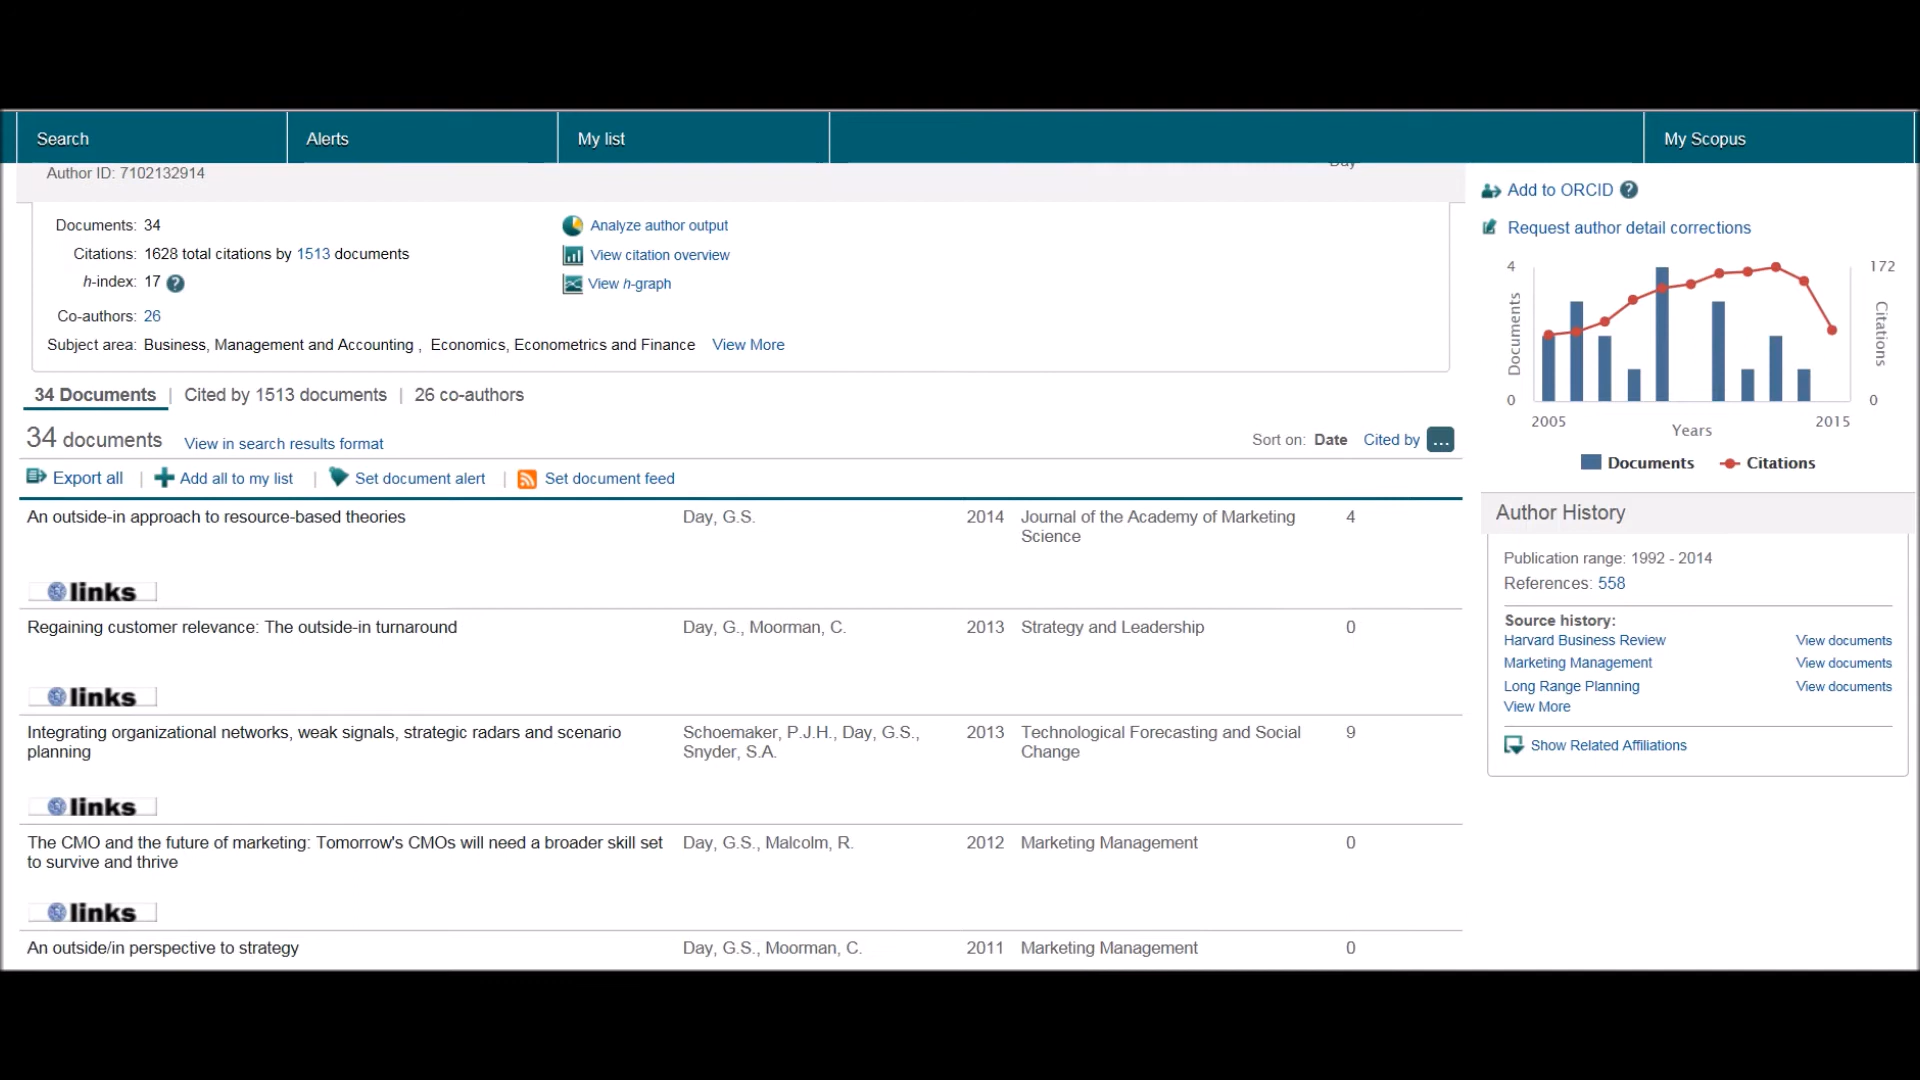 Search
Alerts
My list
My Scopus
Author ID: 7102132914
Day
Documents: 34
Citations: 1628 total citations by 1513 documents
h-index: 17 ?
Co-authors: 26
Subject area: Business, Management and Accounting , Economics, Econometrics and Finance View More
Analyze author output
View citation overview
View h-graph
34 Documents | Cited by 1513 documents | 26 co-authors
34 documents View in search results format
Sort on: Date Cited by ...
Export all | Add all to my list | Set document alert | Set document feed
An outside-in approach to resource-based theories Day, G.S. 2014 Journal of the Academy of Marketing 4
Science
links
Regaining customer relevance: The outside-in turnaround Day, G., Moorman, C. 2013 Strategy and Leadership 0
links
Integrating organizational networks, weak signals, strategic radars and scenario Schoemaker, P.J.H., Day, G.S., 2013 Technological Forecasting and Social 9
planning Snyder, S.A. Change
links
The CMO and the future of marketing: Tomorrow's CMOs will need a broader skill set Day, G.S., Malcolm, R. 2012 Marketing Management 0
to survive and thrive
links
An outside/in perspective to strategy Day, G.S., Moorman, C. 2011 Marketing Management 0
Add to ORCID ?
Request author detail corrections
4 172
Documents
Citations
0 0
2005 2015
Years
Documents Citations
Author History
Publication range: 1992 - 2014
References: 558
Source history:
Harvard Business Review View documents
Marketing Management View documents
Long Range Planning View documents
View More
Show Related Affiliations